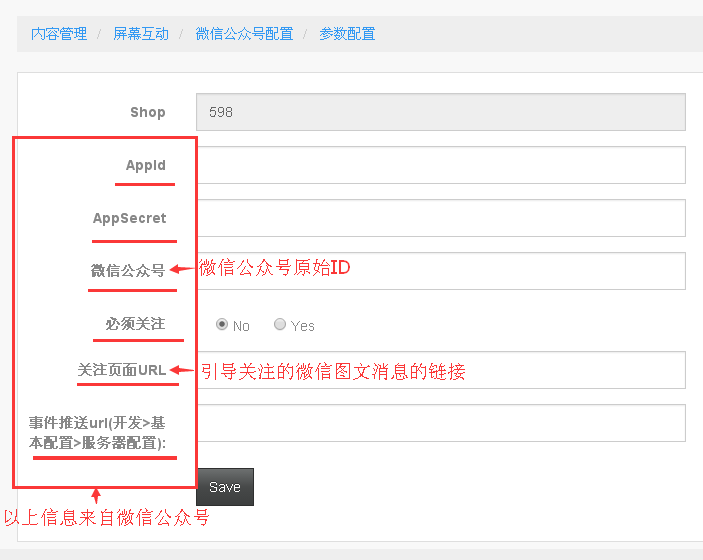 内容管理 / 屏幕互动 / 微信公众号配置 / 参数配置
Shop 598
AppId
AppSecret
微信公众号 微信公众号原始ID
必须关注 No Yes
关注页面URL 引导关注的微信图文消息的链接
事件推送url(开发>基
本配置>服务器配置):
Save
以上信息来自微信公众号